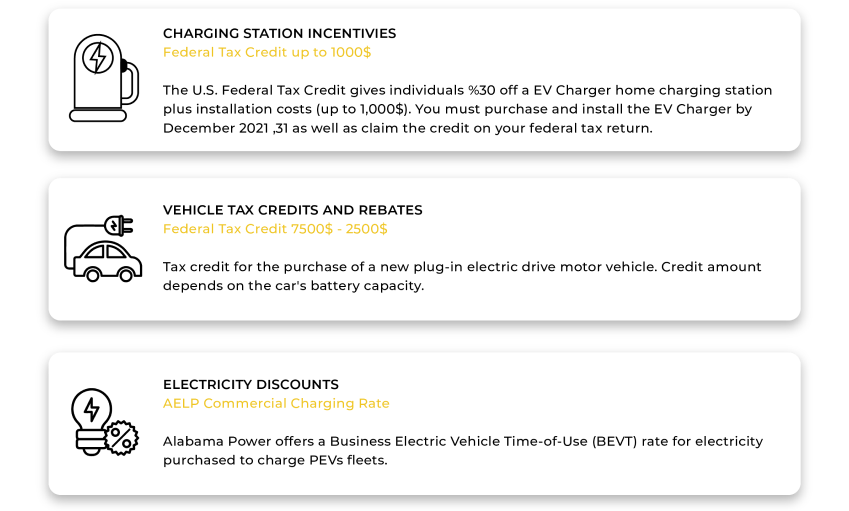 CHARGING STATION INCENTIVIES
Federal Tax Credit up to 1000$
The U.S. Federal Tax Credit gives individuals %30 off a EV Charger home charging station
plus installation costs (up to 1,000$). You must purchase and install the EV Charger by
December 2021 ,31 as well as claim the credit on your federal tax return.
VEHICLE TAX CREDITS AND REBATES
Federal Tax Credit 7500$ - 2500$
Tax credit for the purchase of a new plug-in electric drive motor vehicle. Credit amount
depends on the car's battery capacity.
ELECTRICITY DISCOUNTS
AELP Commercial Charging Rate
Alabama Power offers a Business Electric Vehicle Time-of-Use (BEVT) rate for electricity
purchased to charge PEVs fleets.